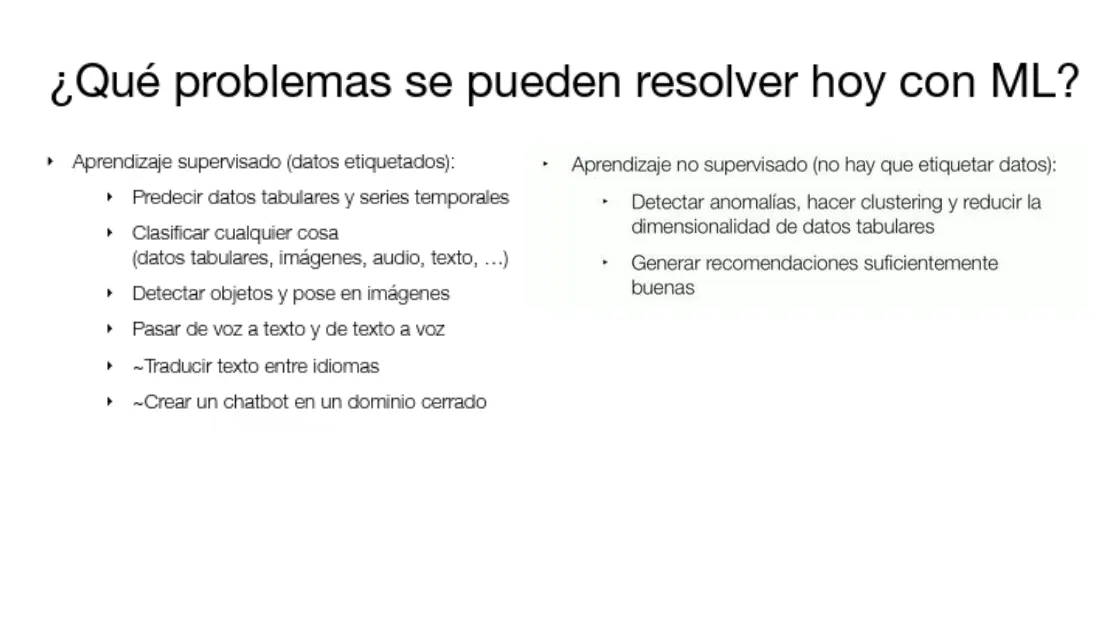 ¿Qué problemas se pueden resolver hoy con ML?
Aprendizaje supervisado (datos etiquetados):
Predecir datos tabulares y series temporales
Clasificar cualquier cosa
(datos tabulares, imágenes, audio, texto, …)
Detectar objetos y pose en imágenes
Pasar de voz a texto y de texto a voz
~Traducir texto entre idiomas
~Crear un chatbot en un dominio cerrado
Aprendizaje no supervisado (no hay que etiquetar datos):
Detectar anomalías, hacer clustering y reducir la
dimensionalidad de datos tabulares
Generar recomendaciones suficientemente
buenas